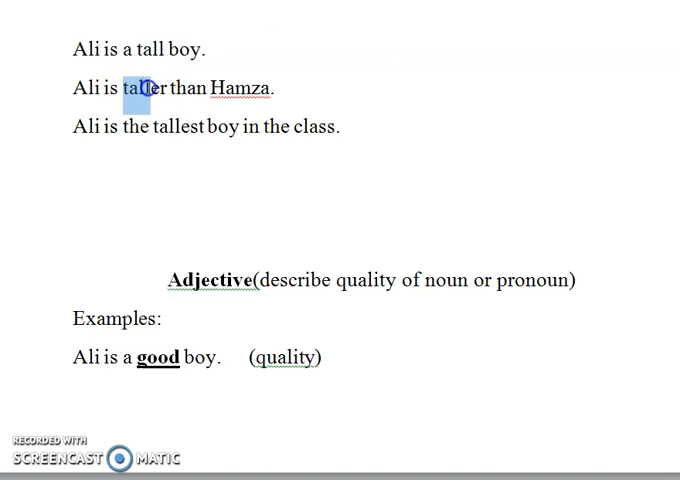 Ali is a tall boy.
Ali is taller than Hamza.
Ali is the tallest boy in the class.
Adjective(describe quality of noun or pronoun)
Examples:
Ali is a good boy. (quality)
RECORDED WITH
SCREENCAST MATIC